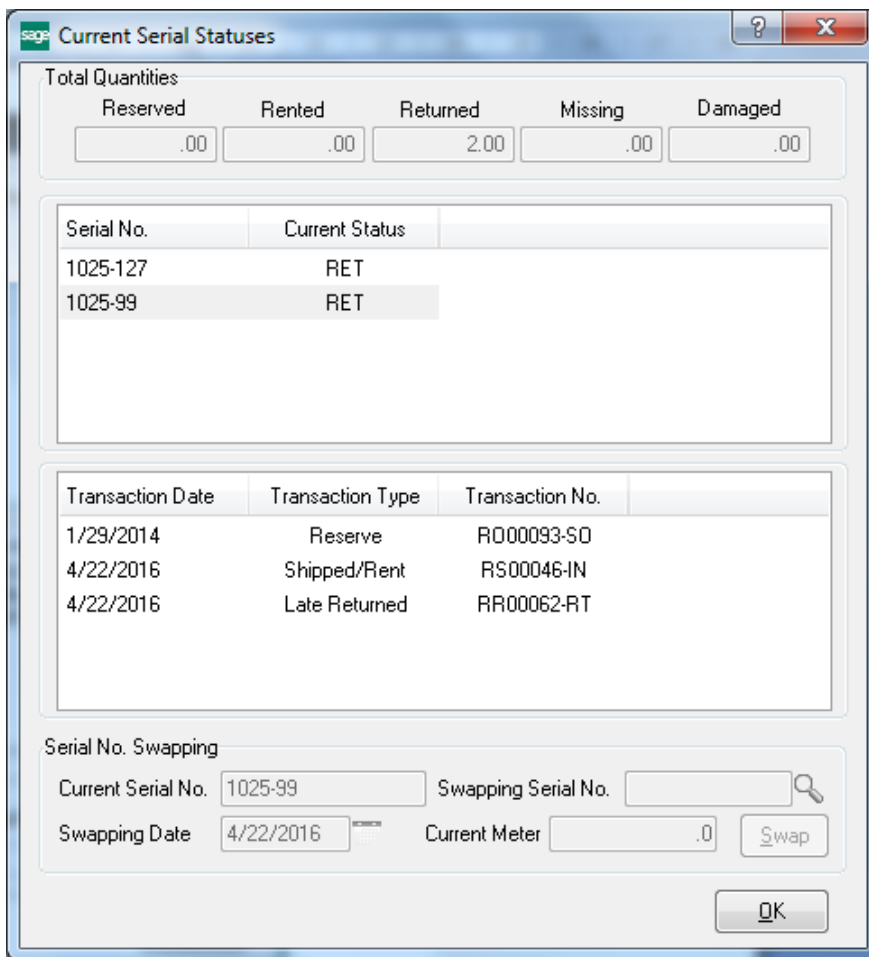 sage Current Serial Statuses ? X
Total Quantities
Reserved Rented Returned Missing Damaged
.00 .00 2.00 .00 .00
Serial No. Current Status
1025-127 RET
1025-99 RET
Transaction Date Transaction Type Transaction No.
1/29/2014 Reserve RO00093-SO
4/22/2016 Shipped/Rent RS00046-IN
4/22/2016 Late Returned RR00062-RT
Serial No. Swapping
Current Serial No. 1025-99 Swapping Serial No.
Swapping Date 4/22/2016 Current Meter .0 Swap
OK